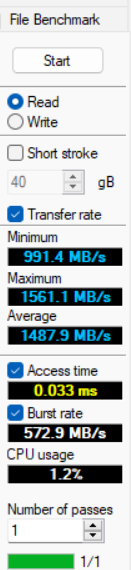 File Benchmark
Start
Read
Write
Short stroke
40 gB
Transfer rate
Minimum
991.4 MB/s
Maximum
1561.1 MB/s
Average
1487.9 MB/s
Access time
0.033 ms
Burst rate
572.9 MB/s
CPU usage
1.2%
Number of passes
1
1/1